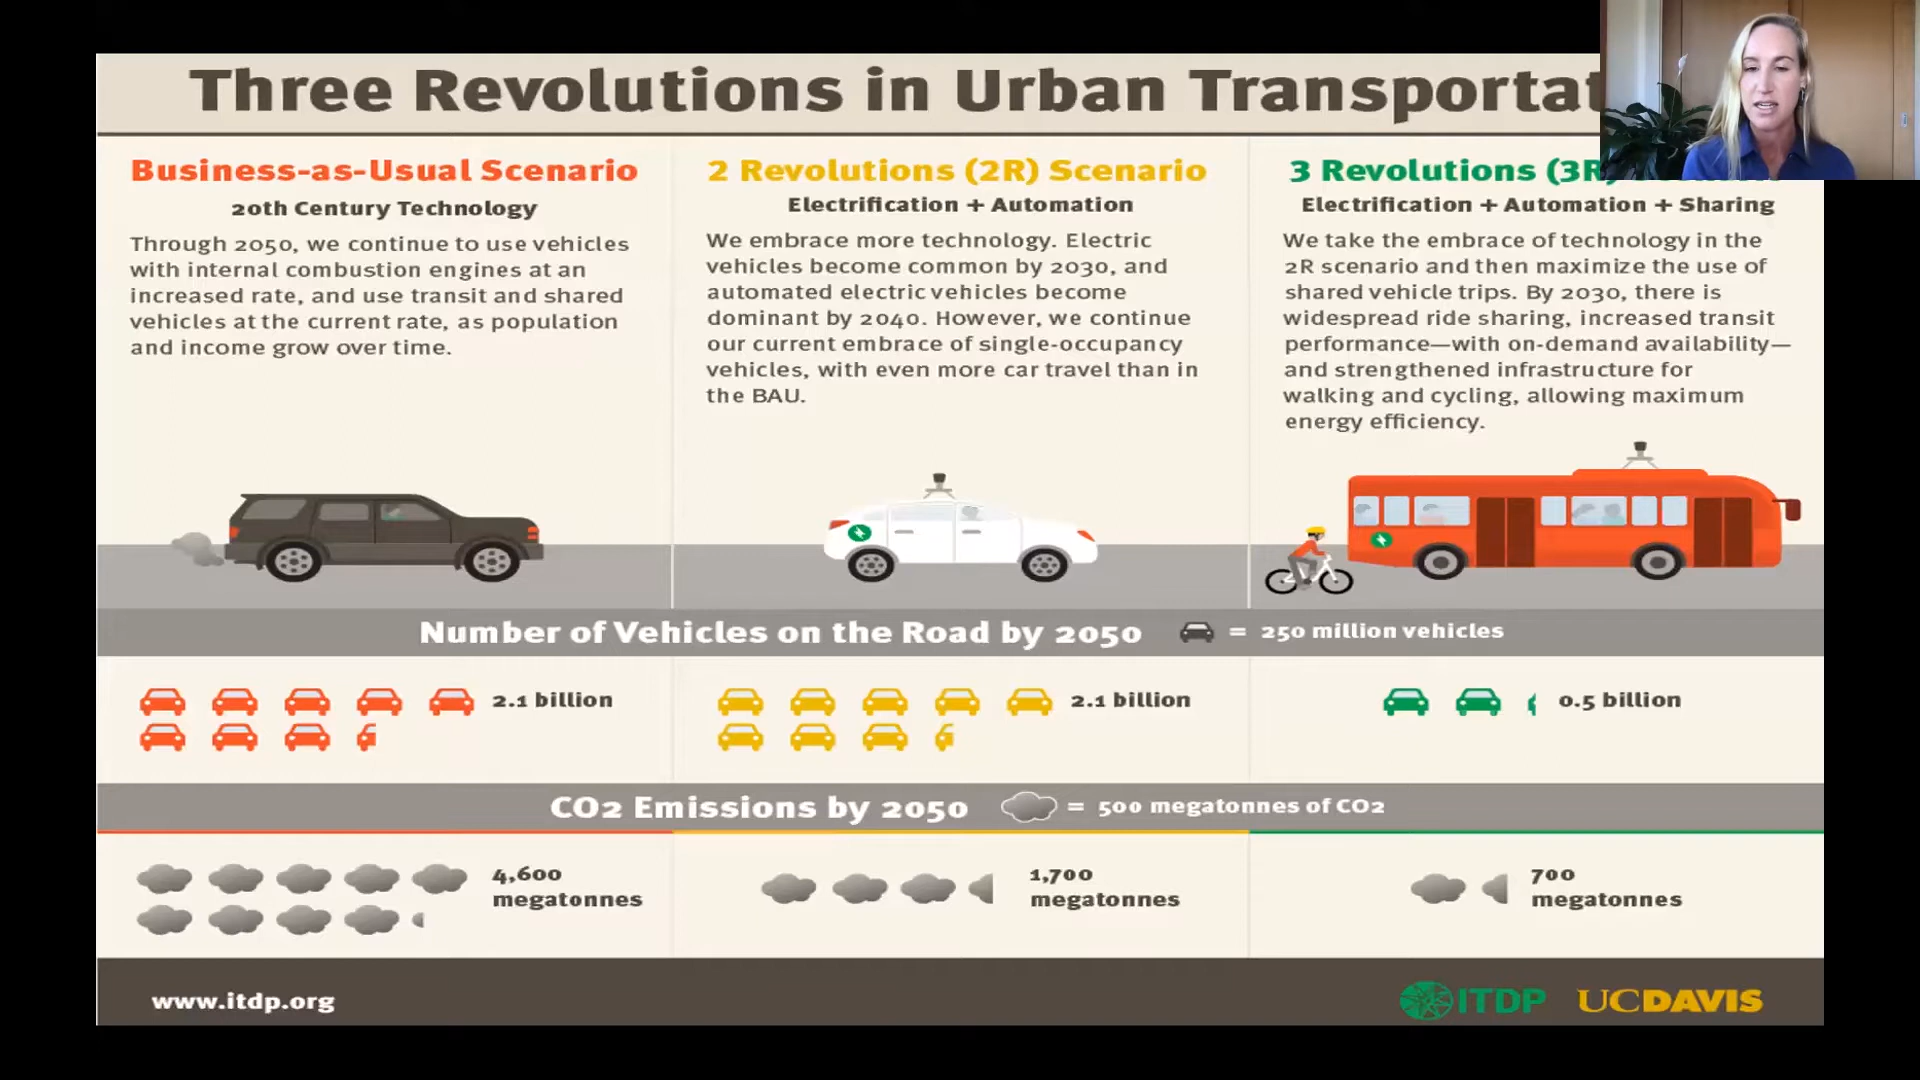 Three Revolutions in Urban Transportat
Business-as-Usual Scenario
20th Century Technology
Through 2050, we continue to use vehicles
with internal combustion engines at an
increased rate, and use transit and shared
vehicles at the current rate, as population
and income grow over time.
2 Revolutions (2R) Scenario
Electrification + Automation
We embrace more technology. Electric
vehicles become common by 2030, and
automated electric vehicles become
dominant by 2040. However, we continue
our current embrace of single-occupancy
vehicles, with even more car travel than in
the BAU.
3 Revolutions (3R)
Electrification + Automation + Sharing
We take the embrace of technology in the
2R scenario and then maximize the use of
shared vehicle trips. By 2030, there is
widespread ride sharing, increased transit
performance—with on-demand availability—
and strengthened infrastructure for
walking and cycling, allowing maximum
energy efficiency.
Number of Vehicles on the Road by 2050 = 250 million vehicles
2.1 billion
2.1 billion
0.5 billion
CO2 Emissions by 2050 = 500 megatonnes of CO2
4,600
megatonnes
1,700
megatonnes
700
megatonnes
www.itdp.org
ITDP
UCDAVIS